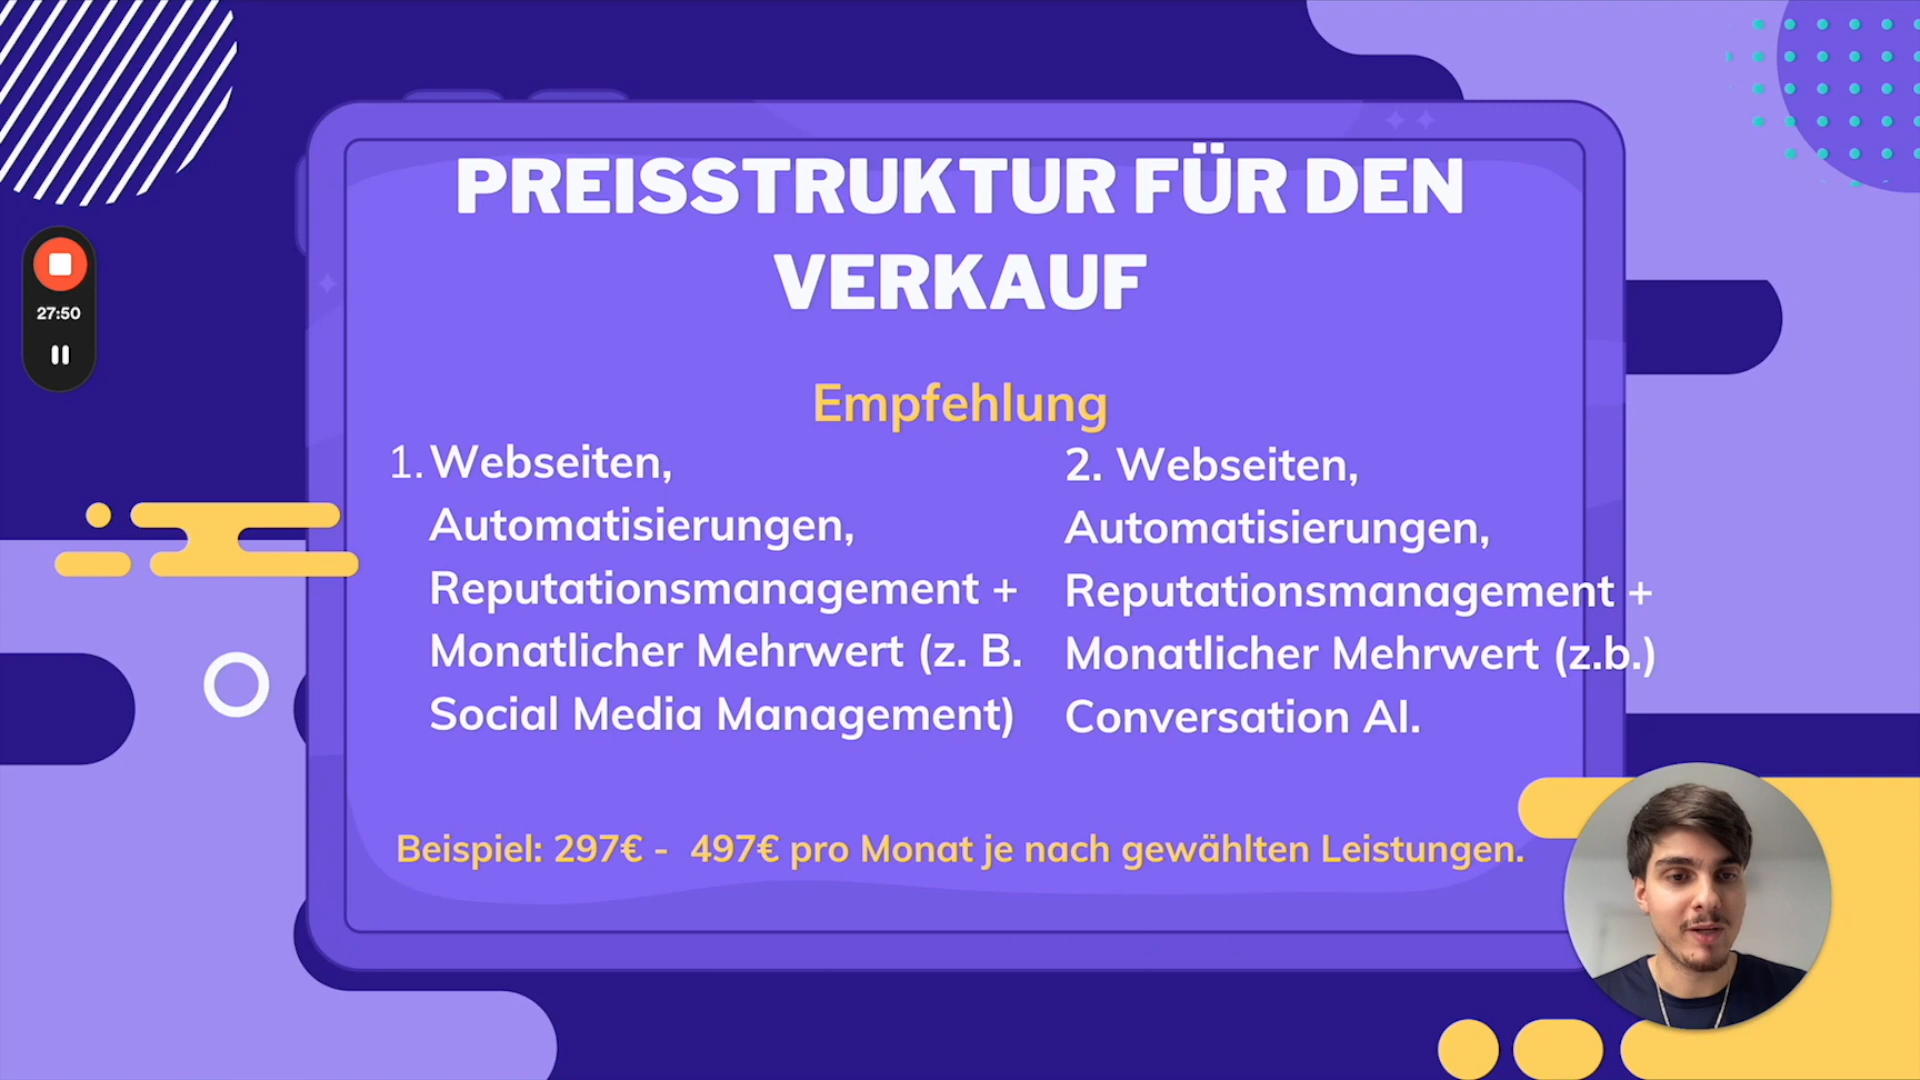 PREISSTRUKTUR FÜR DEN
VERKAUF
27:50
Empfehlung
1. Webseiten,
Automatisierungen,
Reputationsmanagement +
Monatlicher Mehrwert (z. B.
Social Media Management)
2. Webseiten,
Automatisierungen,
Reputationsmanagement +
Monatlicher Mehrwert (z.b.)
Conversation AI.
Beispiel: 297€ - 497€ pro Monat je nach gewählten Leistungen.